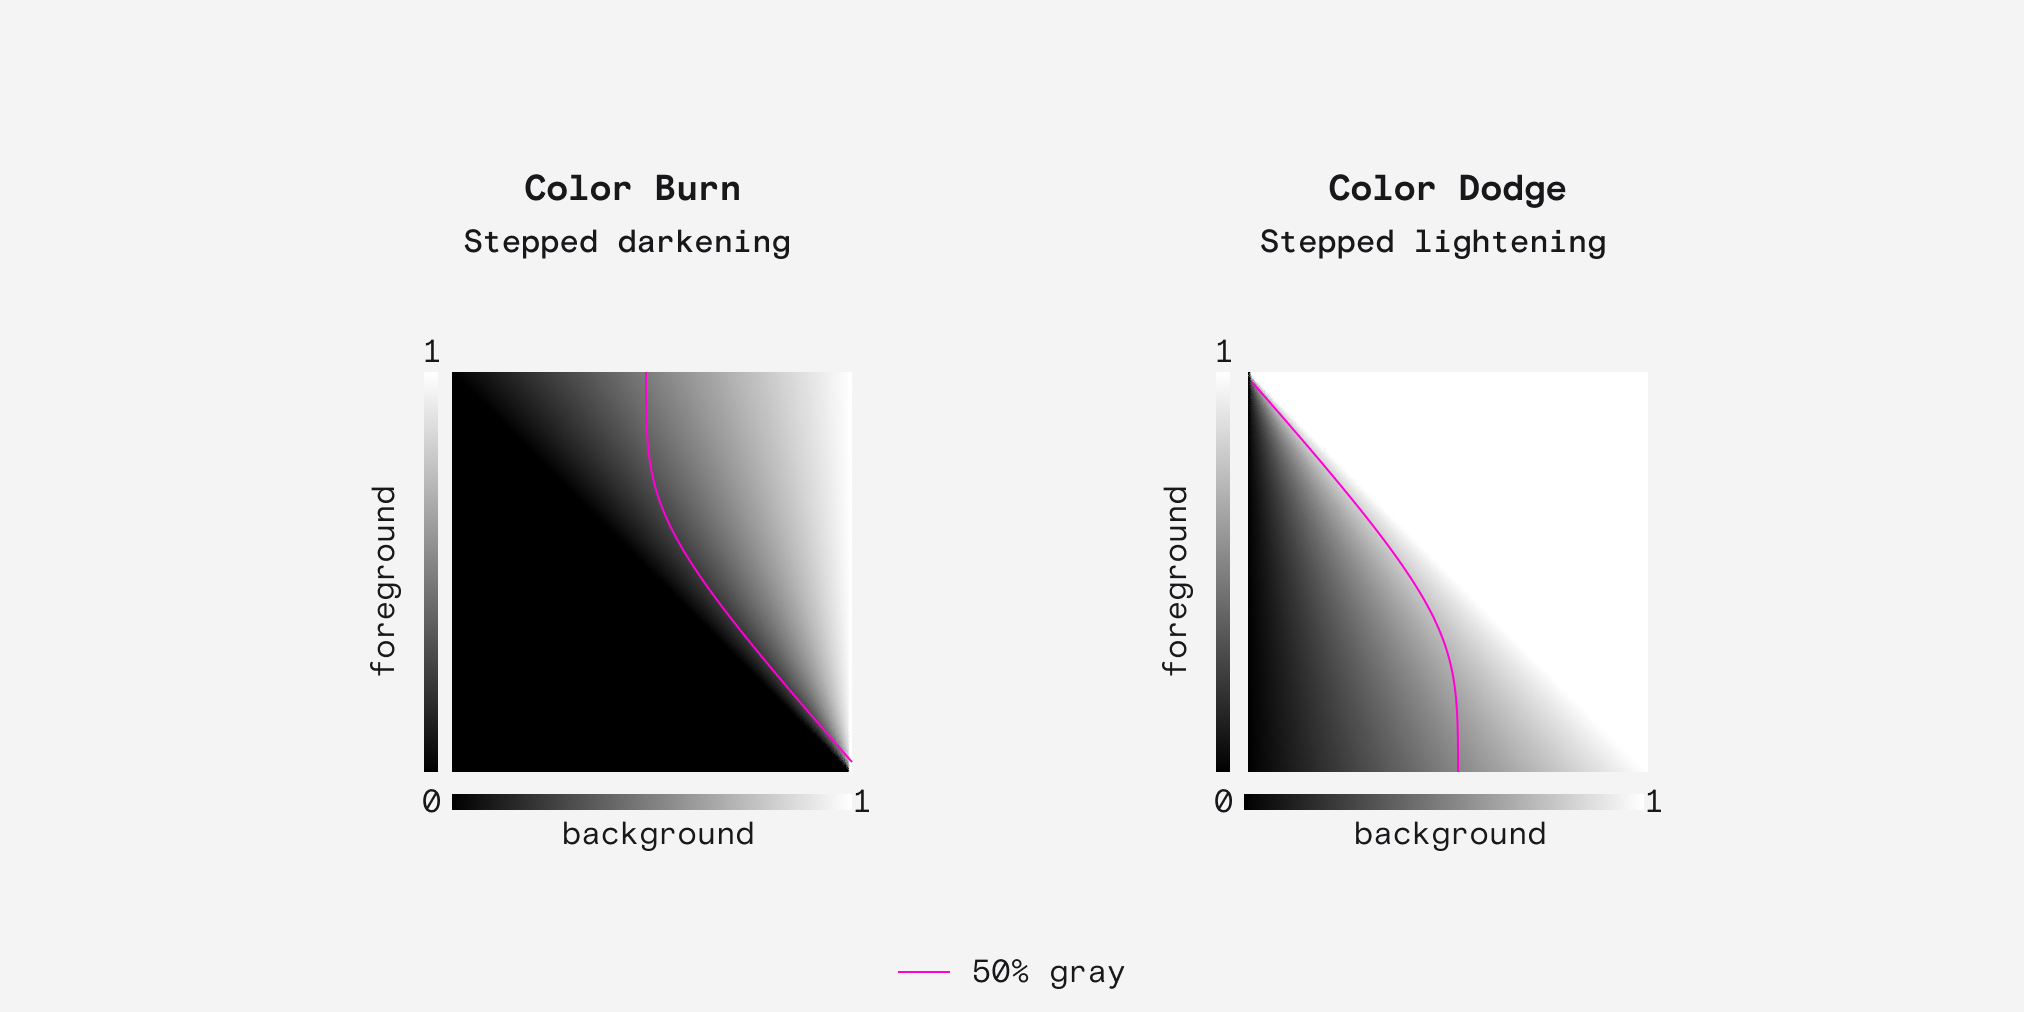 Color Burn
Stepped darkening
1
foreground
0
1
background
Color Dodge
Stepped lightening
1
foreground
0
1
background
50% gray